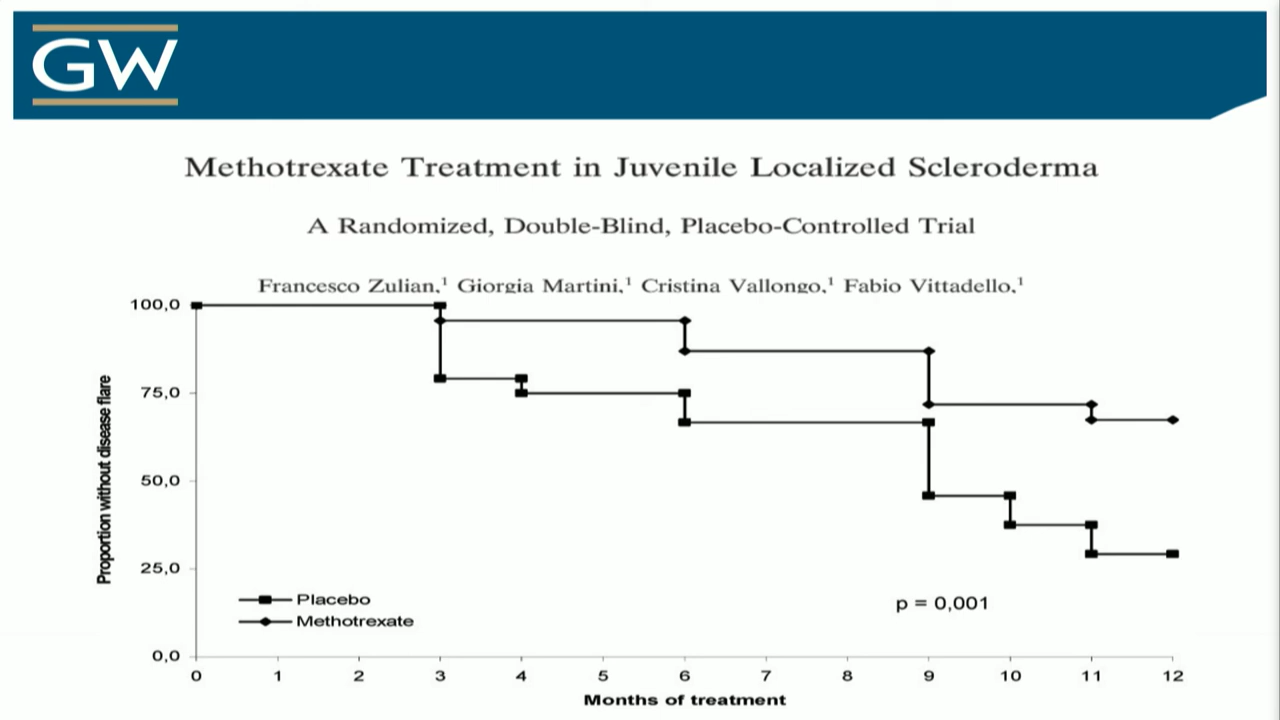 GW
Methotrexate Treatment in Juvenile Localized Scleroderma
A Randomized, Double-Blind, Placebo-Controlled Trial
Francesco Zulian,¹ Giorgia Martini,¹ Cristina Vallongo,¹ Fabio Vittadello,¹
Proportion without disease flare
100,0
75,0
50,0
25,0
0,0
Placebo
Methotrexate
p = 0,001
0 1 2 3 4 5 6 7 8 9 10 11 12
Months of treatment